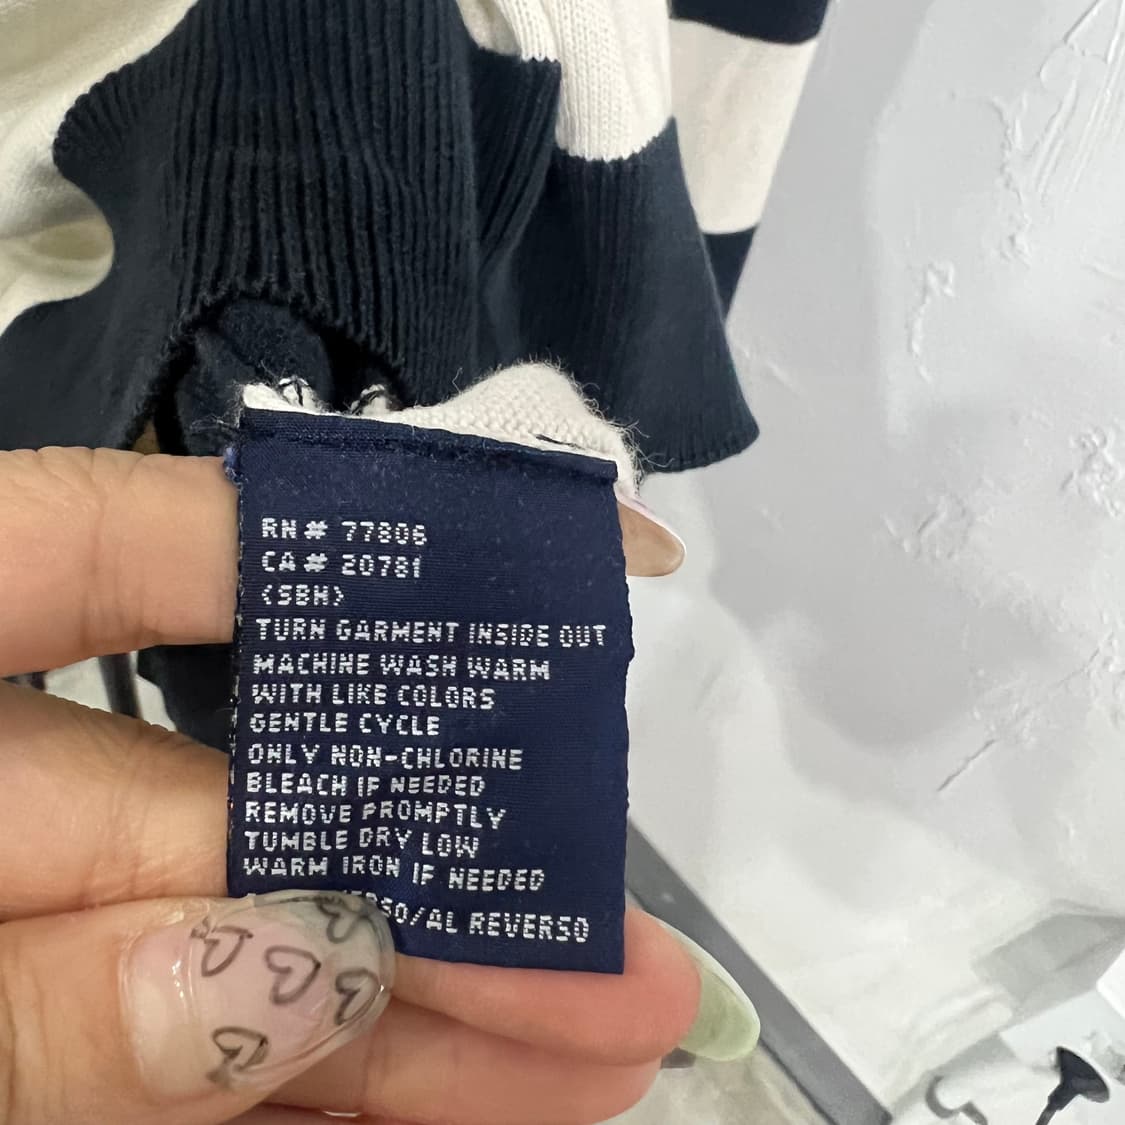 RN # 77806
CA # 20781
(SBH)
TURN GARMENT INSIDE OUT
MACHINE WASH WARM
WITH LIKE COLORS
GENTLE CYCLE
ONLY NON-CHLORINE
BLEACH IF NEEDED
REMOVE PROMPTLY
TUMBLE DRY LOW
WARM IRON IF NEEDED
REVERSO